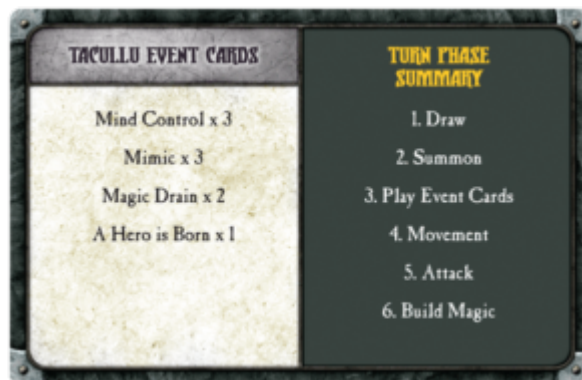 TACULLU EVENT CARDS
Mind Control x 3
Mimic x 3
Magic Drain x 2
A Hero is Born x 1
TURN PHASE
SUMMARY
1. Draw
2. Summon
3. Play Event Cards
4. Movement
5. Attack
6. Build Magic